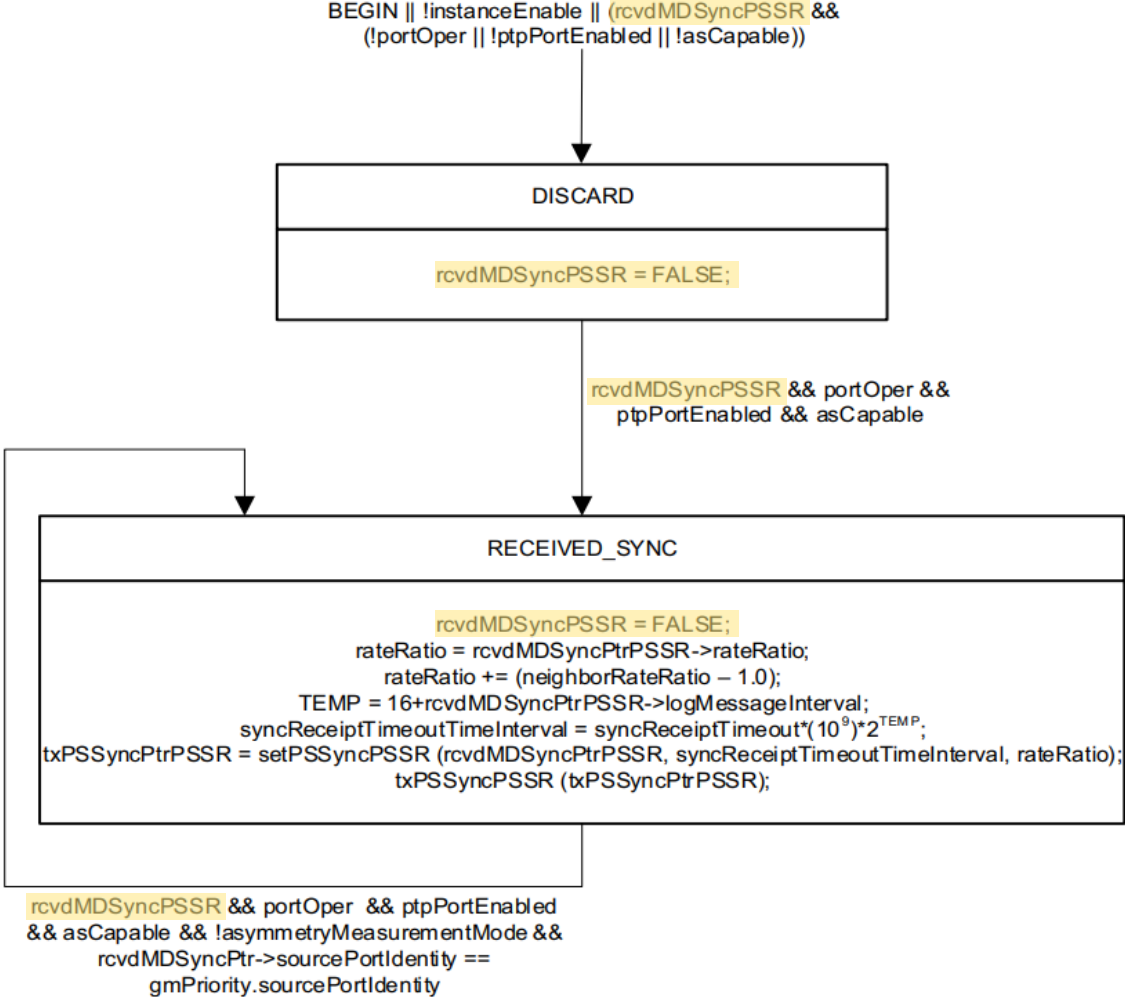 BEGIN || !instanceEnable || (rcvdMDSyncPSSR &&
(!portOper || !ptpPortEnabled || !asCapable))
DISCARD
rcvdMDSyncPSSR = FALSE;
rcvdMDSyncPSSR && portOper &&
ptpPortEnabled && asCapable
RECEIVED_SYNC
rcvdMDSyncPSSR = FALSE;
rateRatio = rcvdMDSyncPtrPSSR->rateRatio;
rateRatio += (neighborRateRatio – 1.0);
TEMP = 16+rcvdMDSyncPtrPSSR->logMessageInterval;
syncReceiptTimeoutTimeInterval = syncReceiptTimeout*(10⁹)*2ᵀᴱᴹᴾ;
txPSSyncPtrPSSR = setPSSyncPSSR (rcvdMDSyncPtrPSSR, syncReceiptTimeoutTimeInterval, rateRatio);
txPSSyncPSSR (txPSSyncPtrPSSR);
rcvdMDSyncPSSR && portOper && ptpPortEnabled
&& asCapable && !asymmetryMeasurementMode &&
rcvdMDSyncPtr->sourcePortIdentity ==
gmPriority.sourcePortIdentity